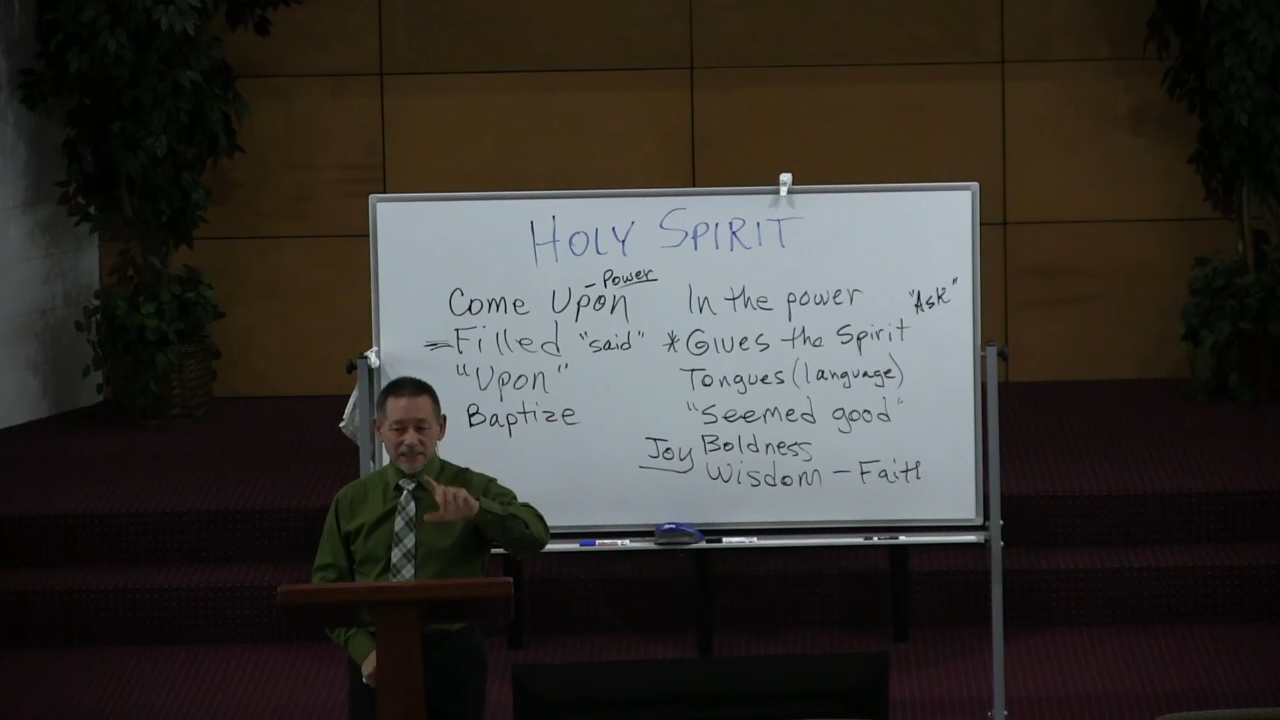 HOLY SPIRIT
- Power
Come Upon
= Filled "said"
"Upon"
Baptize
In the power "Ask"
*Gives the Spirit
Tongues (language)
"Seemed good"
Joy Boldness
Wisdom - Faith